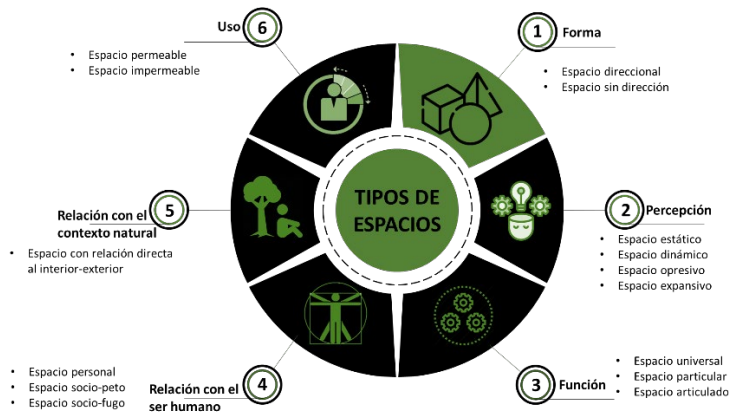 TIPOS DE
ESPACIOS
1
Forma
• Espacio direccional
• Espacio sin dirección
2
Percepción
• Espacio estático
• Espacio dinámico
• Espacio opresivo
• Espacio expansivo
3
Función
• Espacio universal
• Espacio particular
• Espacio articulado
4
Relación con el
ser humano
• Espacio personal
• Espacio socio-peto
• Espacio socio-fugo
5
Relación con el
contexto natural
• Espacio con relación directa
al interior-exterior
6
Uso
• Espacio permeable
• Espacio impermeable